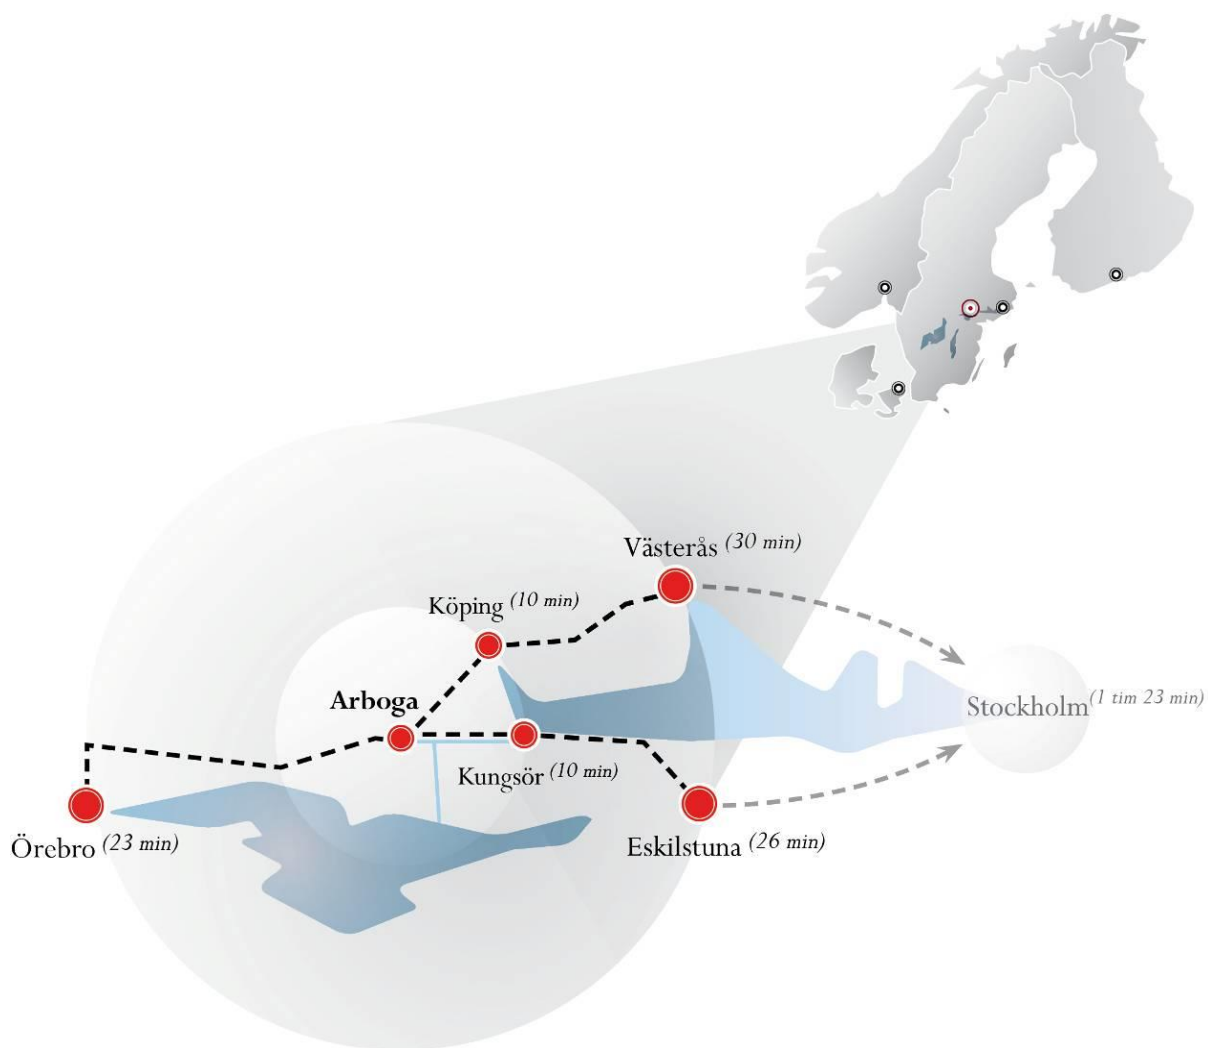 Västerås (30 min)
Köping (10 min)
Arboga
Stockholm (1 tim 23 min)
Kungsör (10 min)
Örebro (23 min)
Eskilstuna (26 min)